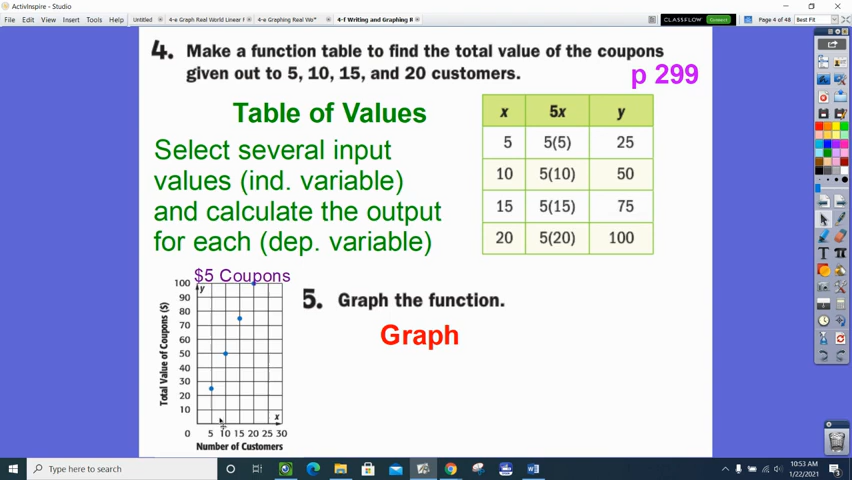 ActivInspire - Studio
File Edit View Insert Tools Help
Untitled
4-e Graph Real World Linear F
4-e Graphing Real Wo*
4-f Writing and Graphing R
CLASSFLOW
Connect
Page 4 of 48
Best Fit
4. Make a function table to find the total value of the coupons
given out to 5, 10, 15, and 20 customers.
p 299
Table of Values
Select several input
values (ind. variable)
and calculate the output
for each (dep. variable)
x 5x y
5 5(5) 25
10 5(10) 50
15 5(15) 75
20 5(20) 100
$5 Coupons
Total Value of Coupons ($)
100
90
80
70
60
50
40
30
20
10
y
x
0 5 10 15 20 25 30
Number of Customers
5. Graph the function.
Graph
Type here to search
10:53 AM
1/22/2021